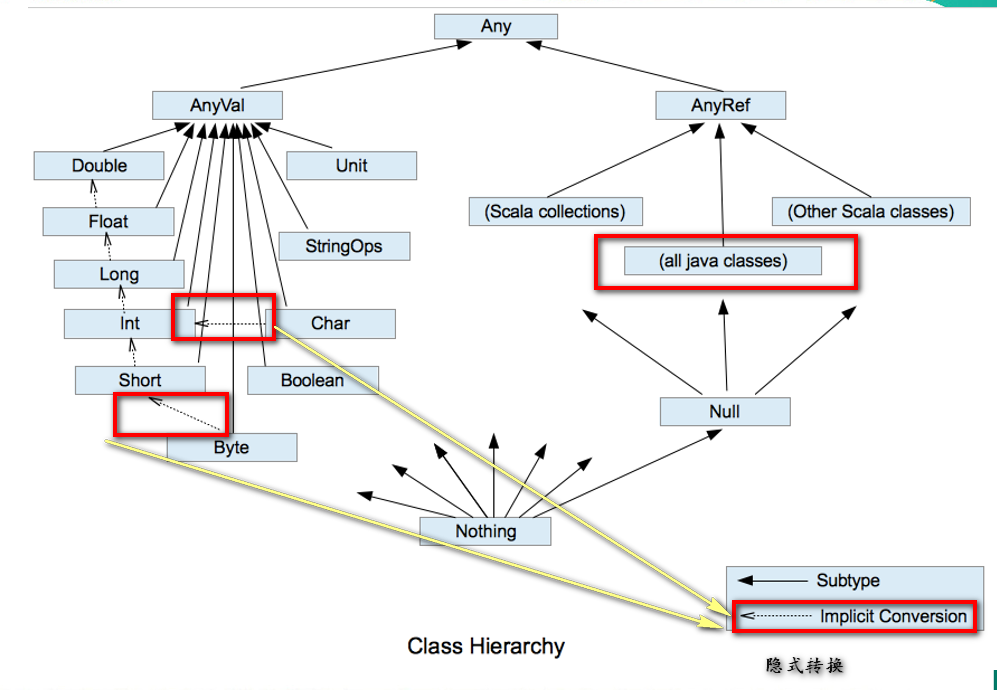 Any
AnyVal
AnyRef
Double
Unit
Float
(Scala collections)
(Other Scala classes)
StringOps
(all java classes)
Long
Int
Char
Short
Boolean
Null
Byte
Nothing
Subtype
Implicit Conversion
Class Hierarchy
隐式转换